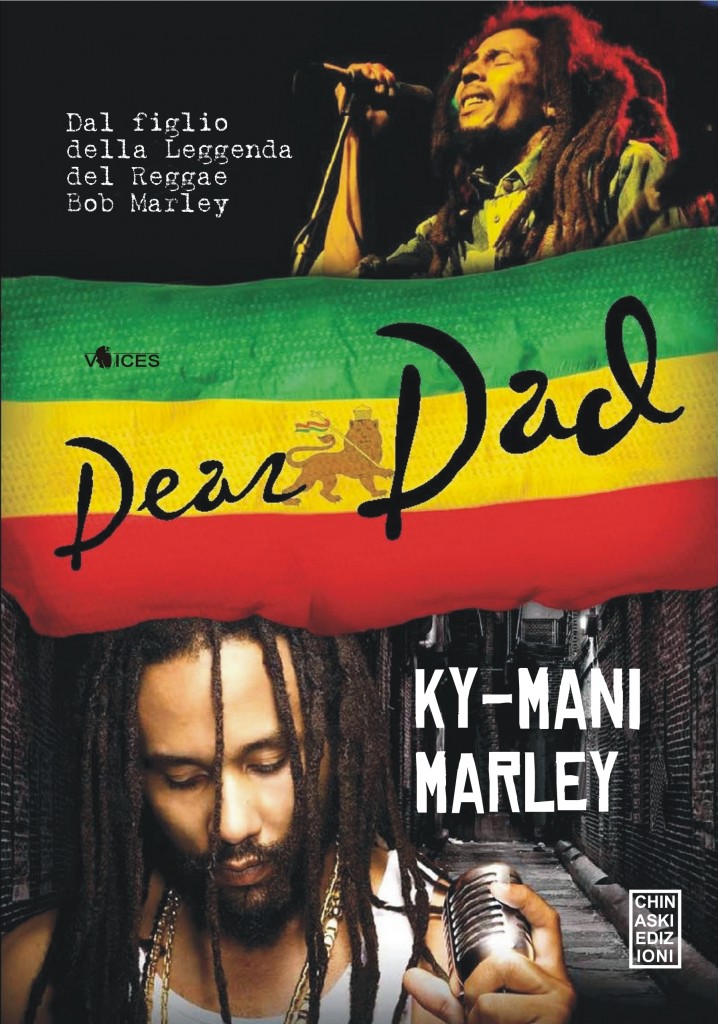 Dal figlio
della Leggenda
del Reggae
Bob Marley
VOICES
Dear Dad
KY-MANI
MARLEY
CHIN
ASKI
EDIZ
IONI